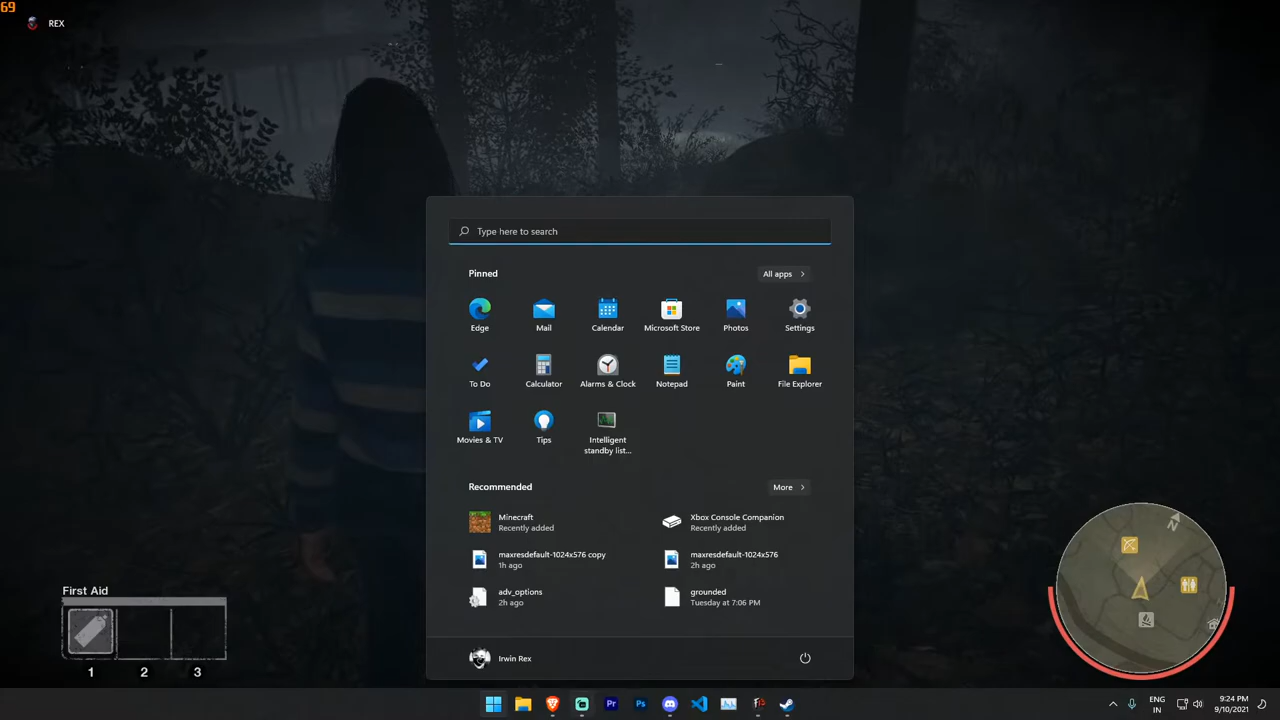 69
REX
Type here to search
Pinned
All apps
Edge
Mail
Calendar
Microsoft Store
Photos
Settings
To Do
Calculator
Alarms & Clock
Notepad
Paint
File Explorer
Movies & TV
Tips
Intelligent
standby list...
Recommended
More
Minecraft
Recently added
Xbox Console Companion
Recently added
maxresdefault-1024x576 copy
1h ago
maxresdefault-1024x576
2h ago
adv_options
2h ago
grounded
Tuesday at 7:06 PM
Irwin Rex
First Aid
1
2
3
N
Pr
Ps
ENG
IN
9:24 PM
9/10/2021